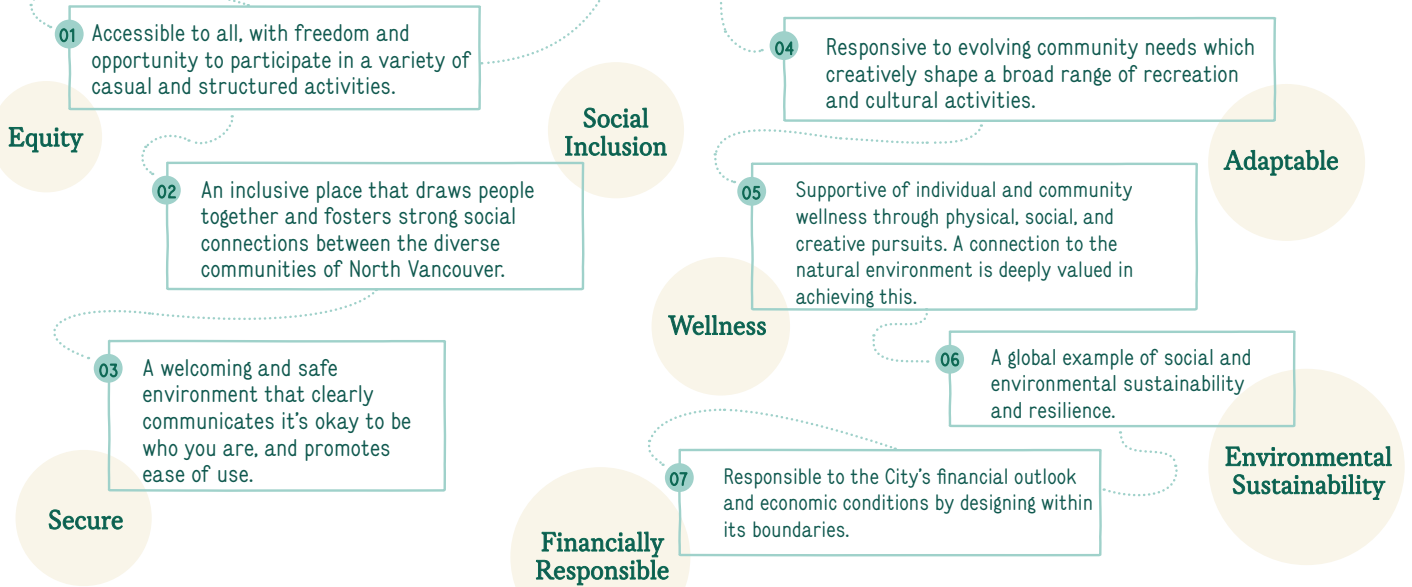 01
Accessible to all, with freedom and
opportunity to participate in a variety of
casual and structured activities.
Equity
02
An inclusive place that draws people
together and fosters strong social
connections between the diverse
communities of North Vancouver.
Social
Inclusion
03
A welcoming and safe
environment that clearly
communicates it's okay to be
who you are, and promotes
ease of use.
Secure
04
Responsive to evolving community needs which
creatively shape a broad range of recreation
and cultural activities.
Adaptable
05
Supportive of individual and community
wellness through physical, social, and
creative pursuits. A connection to the
natural environment is deeply valued in
achieving this.
Wellness
06
A global example of social and
environmental sustainability
and resilience.
Environmental
Sustainability
07
Responsible to the City's financial outlook
and economic conditions by designing within
its boundaries.
Financially
Responsible